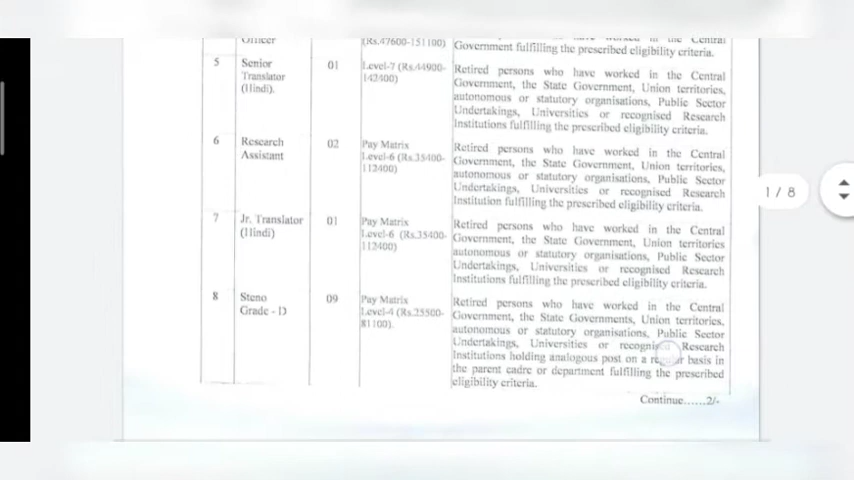 Officer
(Rs.47600-151100)
Government fulfilling the prescribed eligibility criteria.
5 Senior Translator (Hindi). 01 Level-7 (Rs.44900-142400)
Retired persons who have worked in the Central
Government, the State Government, Union territories,
autonomous or statutory organisations, Public Sector
Undertakings, Universities or recognised Research
Institutions fulfilling the prescribed eligibility criteria.
6 Research Assistant 02 Pay Matrix Level-6 (Rs.35400-112400)
Retired persons who have worked in the Central
Government, the State Government, Union territories,
autonomous or statutory organisations, Public Sector
Undertakings, Universities or recognised Research
Institution fulfilling the prescribed eligibility criteria.
7 Jr. Translator (Hindi) 01 Pay Matrix Level-6 (Rs.35400-112400)
Retired persons who have worked in the Central
Government, the State Government, Union territories
autonomous or statutory organisations, Public Sector
Undertakings, Universities or recognised Research
Institutions fulfilling the prescribed eligibility criteria.
8 Steno Grade - D 09 Pay Matrix Level-4 (Rs.25500-81100).
Retired persons who have worked in the Central
Government, the State Governments, Union territories,
autonomous or statutory organisations, Public Sector
Undertakings, Universities or recognised Research
Institutions holding analogous post on a regular basis in
the parent cadre or department fulfilling the prescribed
eligibility criteria.
Continue......2/-
1 / 8